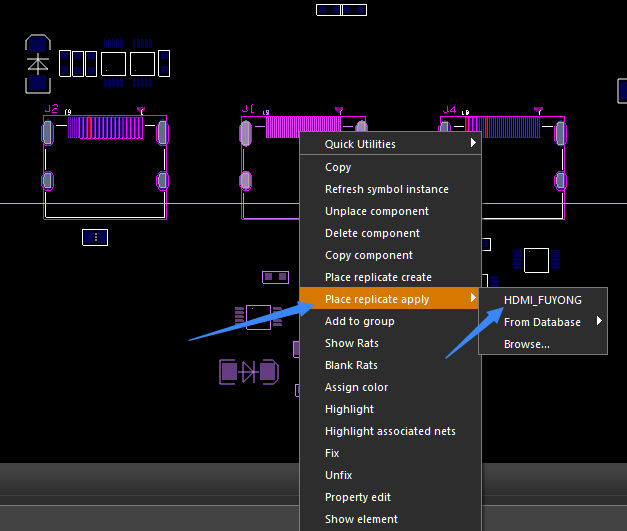 J2
J4
Quick Utilities
Copy
Refresh symbol instance
Unplace component
Delete component
Copy component
Place replicate create
Place replicate apply
HDMI_FUYONG
Add to group
From Database
Show Rats
Browse...
Blank Rats
Assign color
Highlight
Highlight associated nets
Fix
Unfix
Property edit
Show element